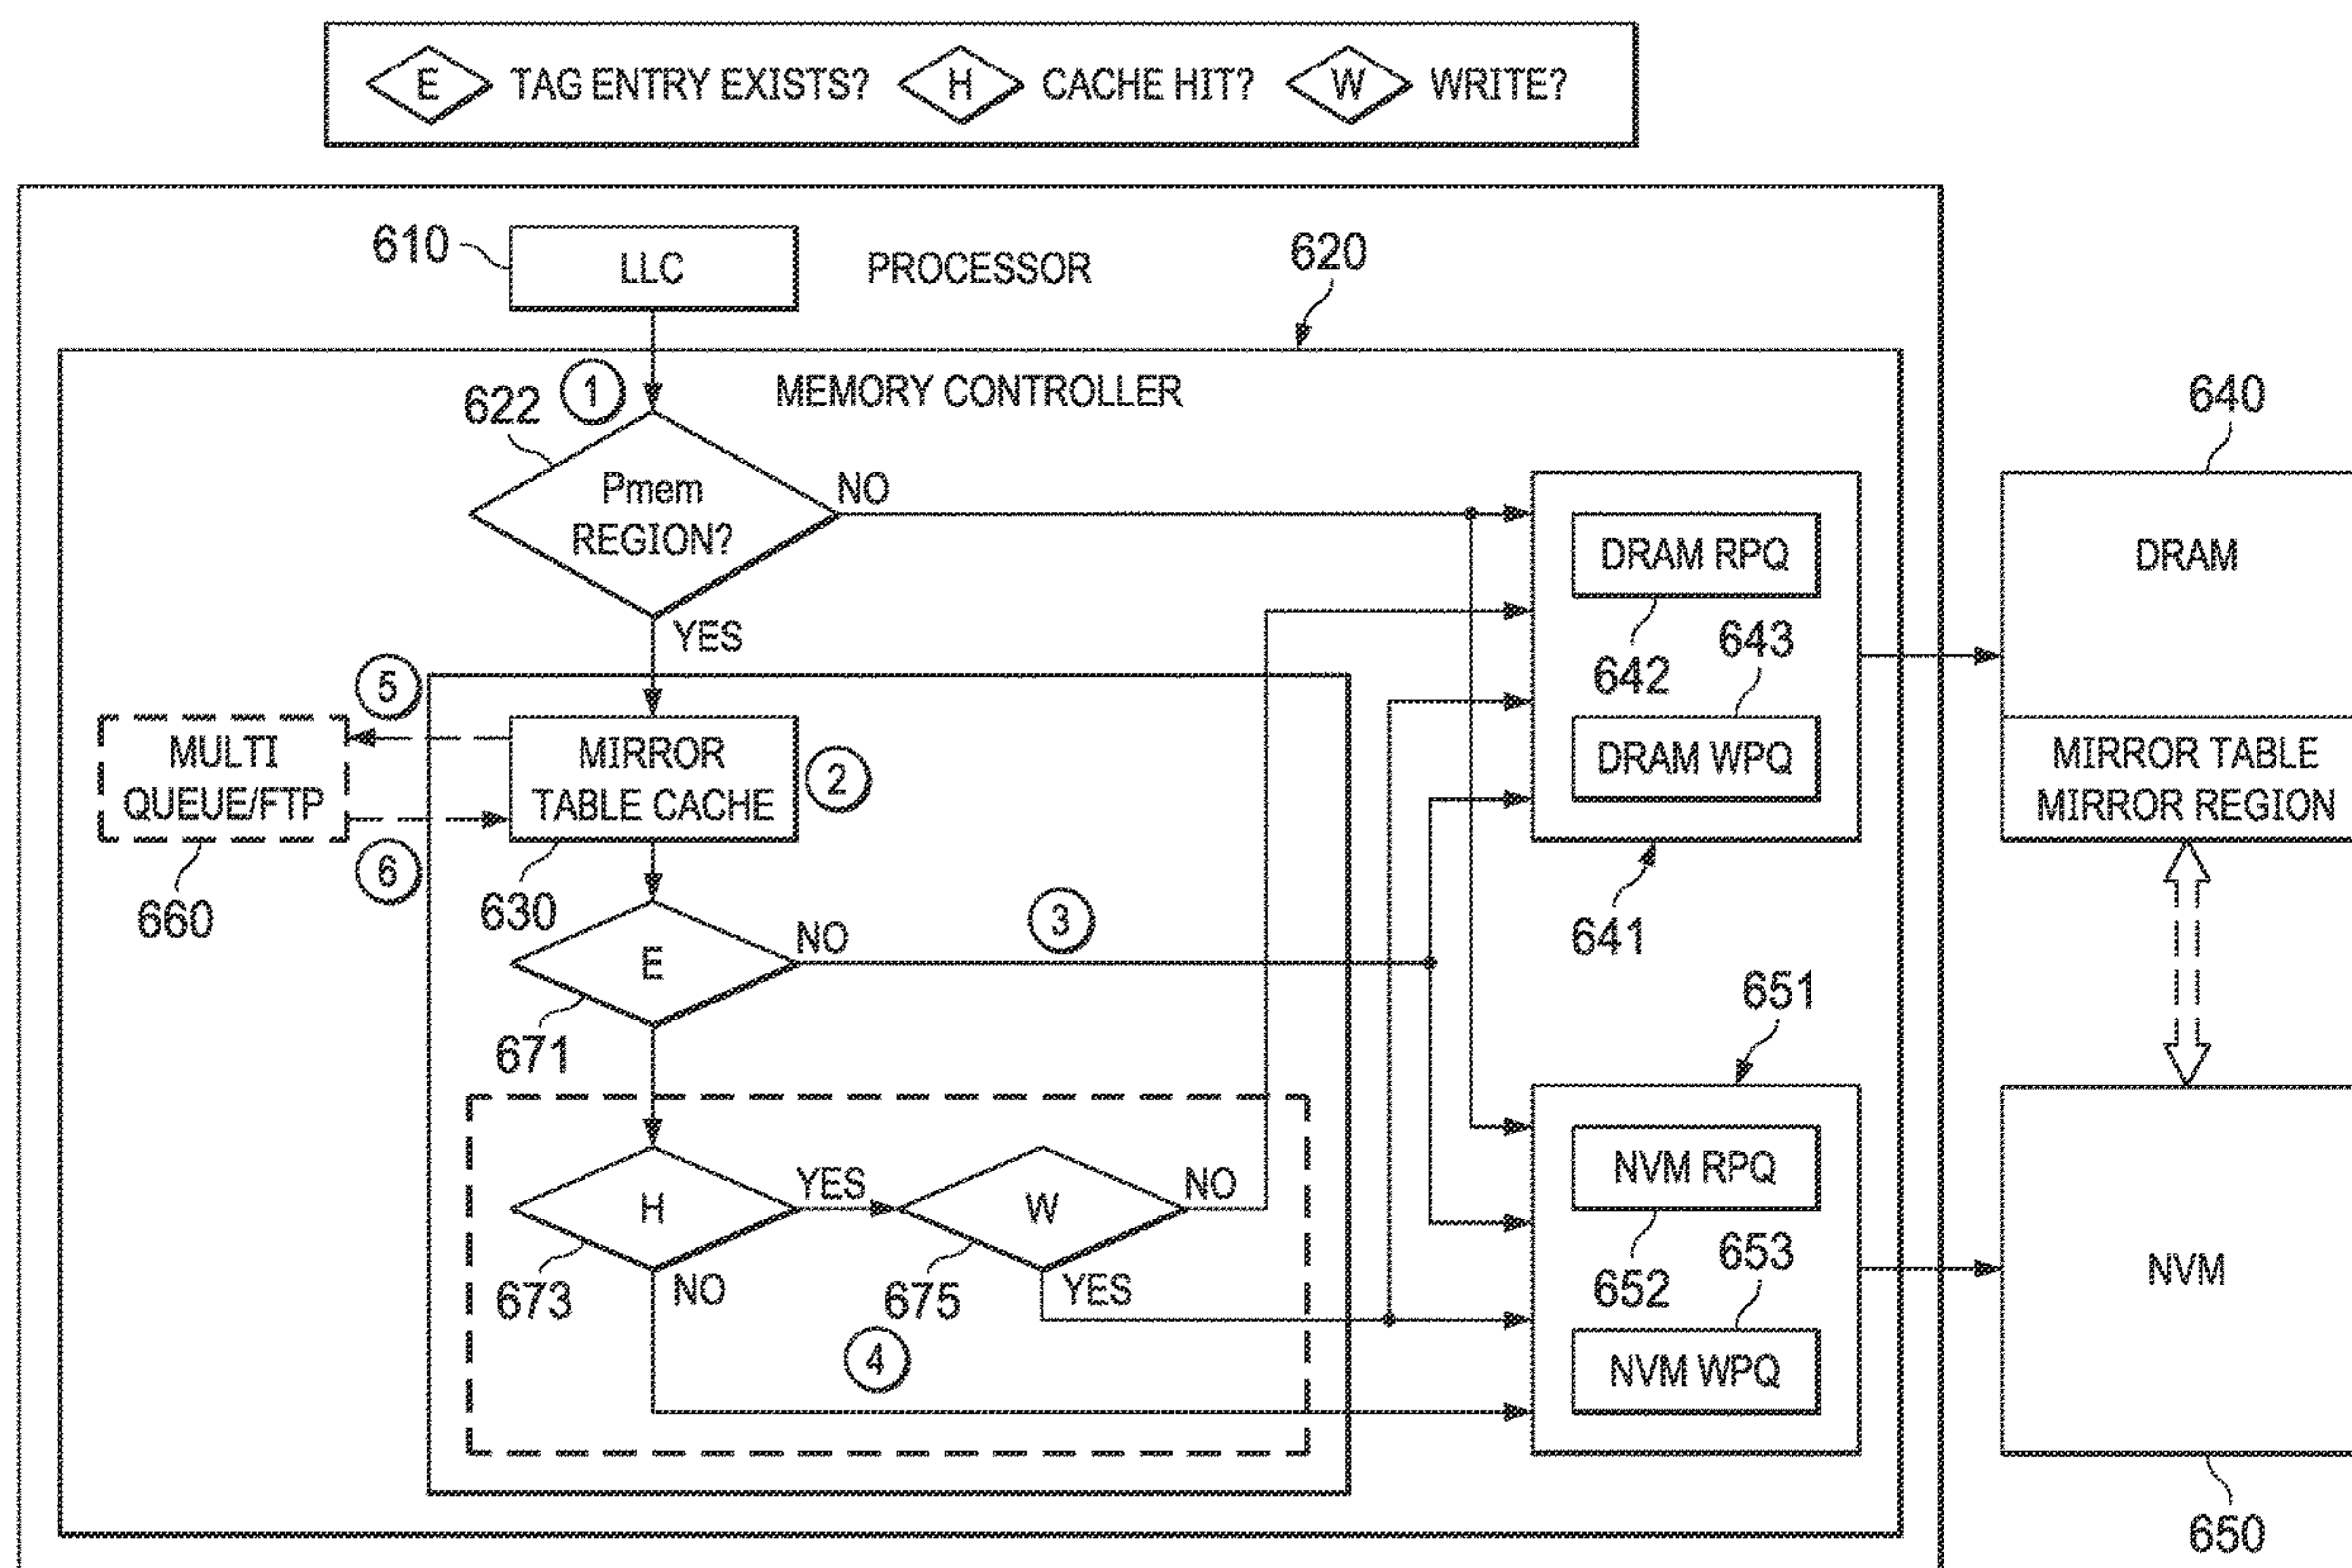 E TAG ENTRY EXISTS? H CACHE HIT? W WRITE?
610 LLC PROCESSOR 620
1 MEMORY CONTROLLER
622
640
Pmem
REGION?
NO
YES
DRAM RPQ
642
643
DRAM WPQ
641
DRAM
MIRROR TABLE
MIRROR REGION
5
MULTI
QUEUE/FTP
6
660
MIRROR
TABLE CACHE
2
630
E
NO
3
671
651
H
YES
W
NO
673
NO
675
YES
4
NVM RPQ
652
653
NVM WPQ
NVM
650